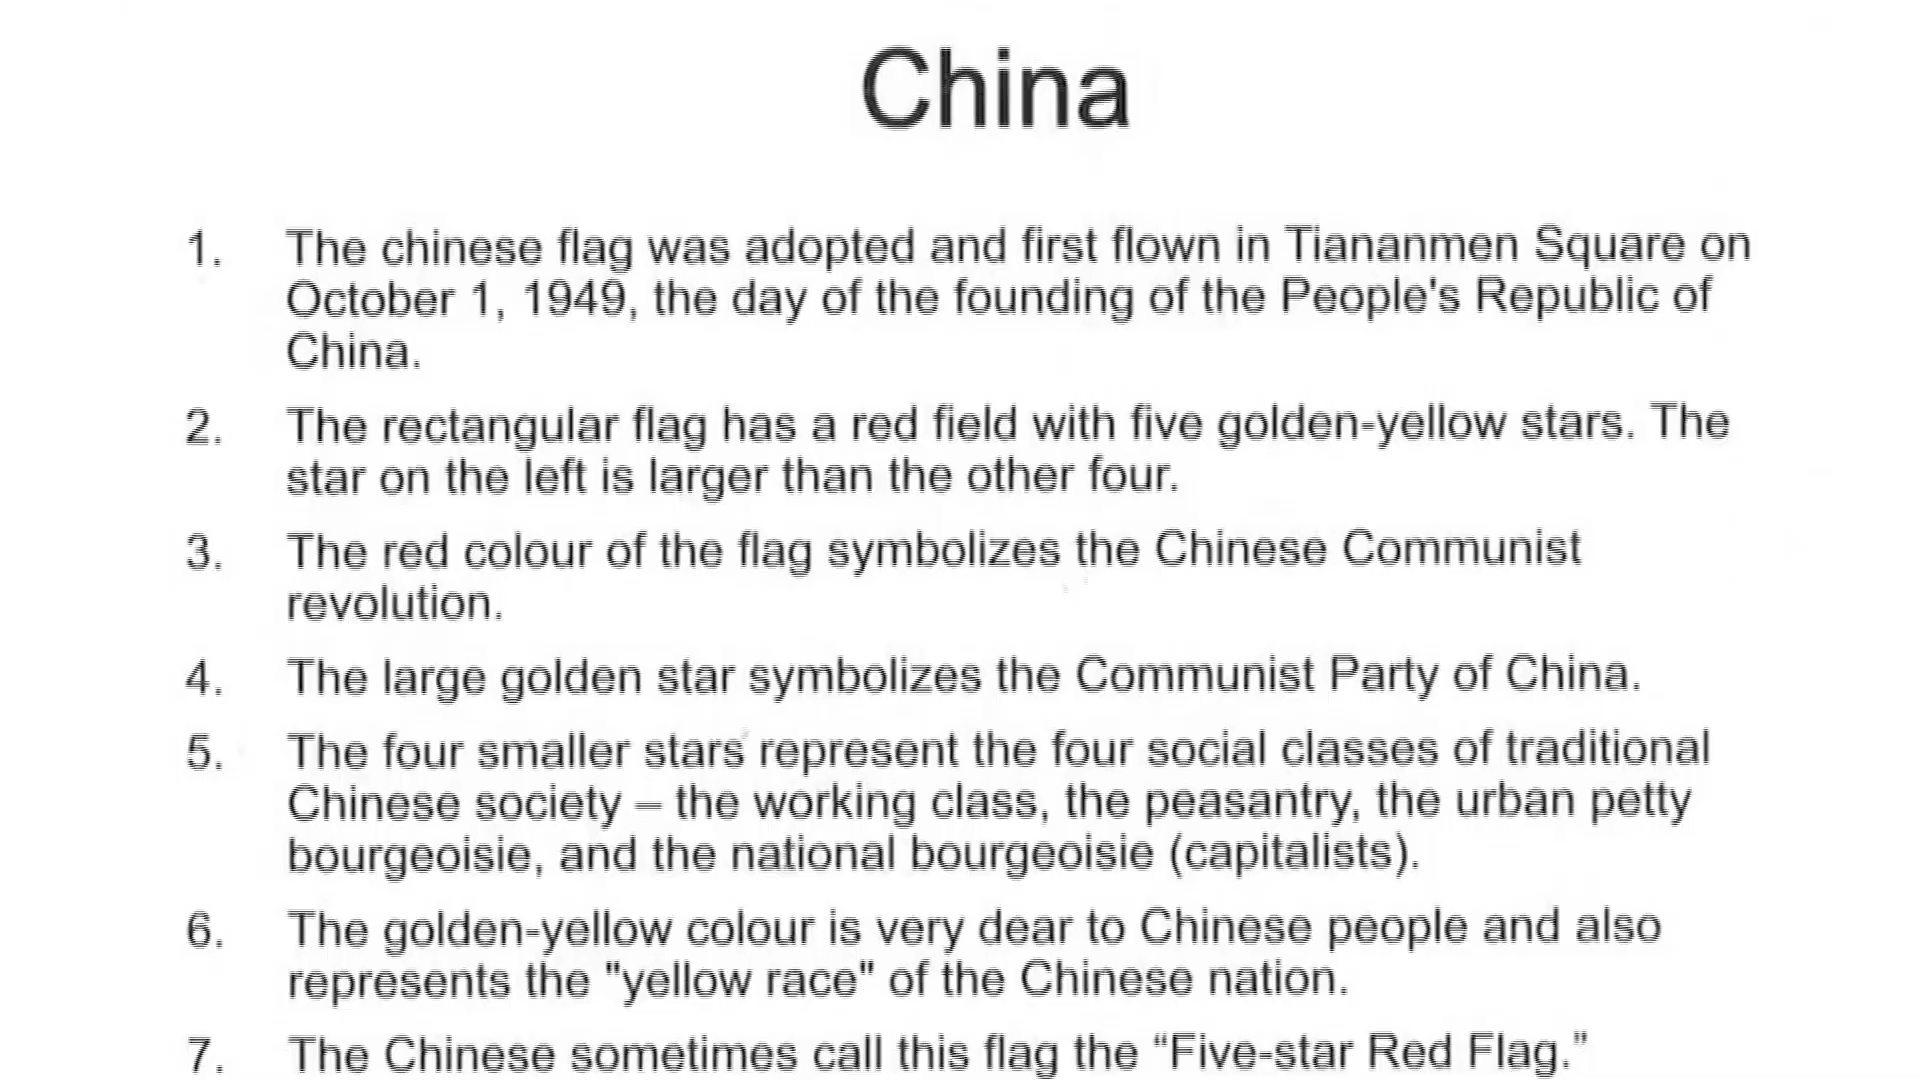 China
1. The chinese flag was adopted and first flown in Tiananmen Square on
October 1, 1949, the day of the founding of the People's Republic of
China.
2. The rectangular flag has a red field with five golden-yellow stars. The
star on the left is larger than the other four.
3. The red colour of the flag symbolizes the Chinese Communist
revolution.
4. The large golden star symbolizes the Communist Party of China.
5. The four smaller stars represent the four social classes of traditional
Chinese society – the working class, the peasantry, the urban petty
bourgeoisie, and the national bourgeoisie (capitalists).
6. The golden-yellow colour is very dear to Chinese people and also
represents the "yellow race" of the Chinese nation.
7. The Chinese sometimes call this flag the “Five-star Red Flag.”